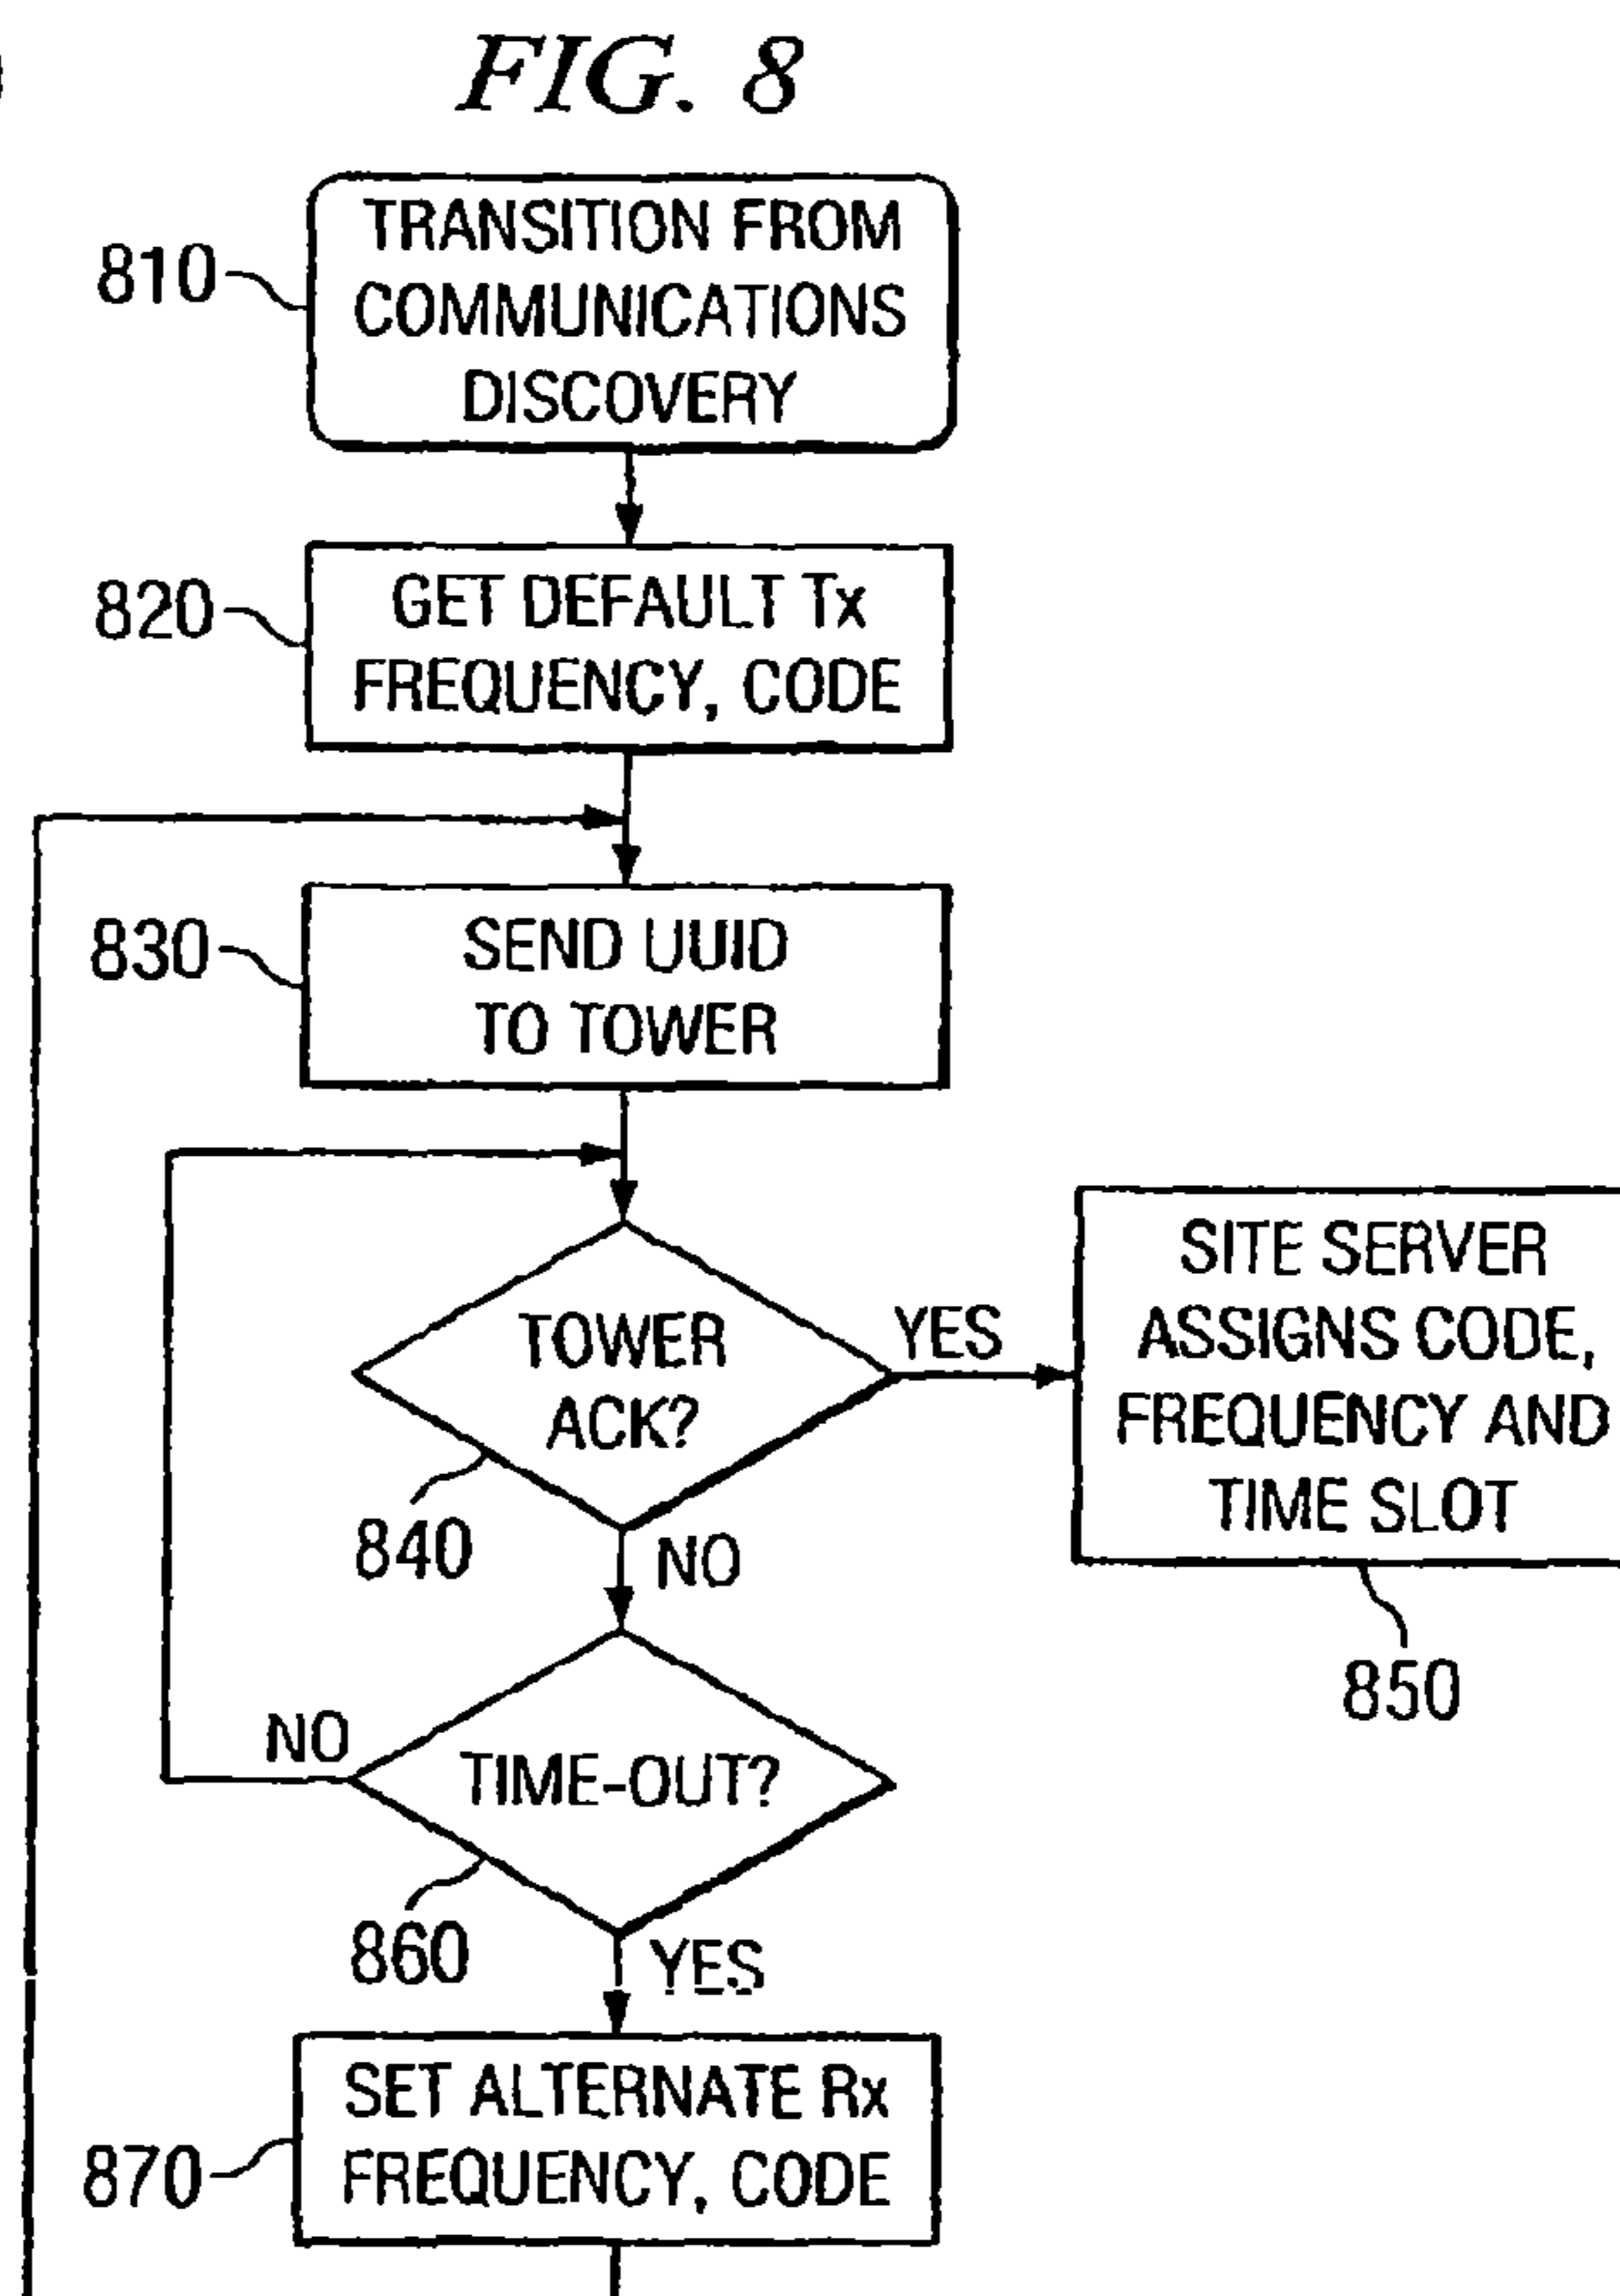 FIG. 8
TRANSITION FROM
COMMUNICATIONS
DISCOVERY
810
GET DEFAULT Tx
FREQUENCY, CODE
820
SEND UUID
TO TOWER
830
TOWER
ACK?
840
YES
SITE SERVER
ASSIGNS CODE,
FREQUENCY AND
TIME SLOT
850
NO
TIME-OUT?
860
NO
YES
SET ALTERNATE Rx
FREQUENCY, CODE
870